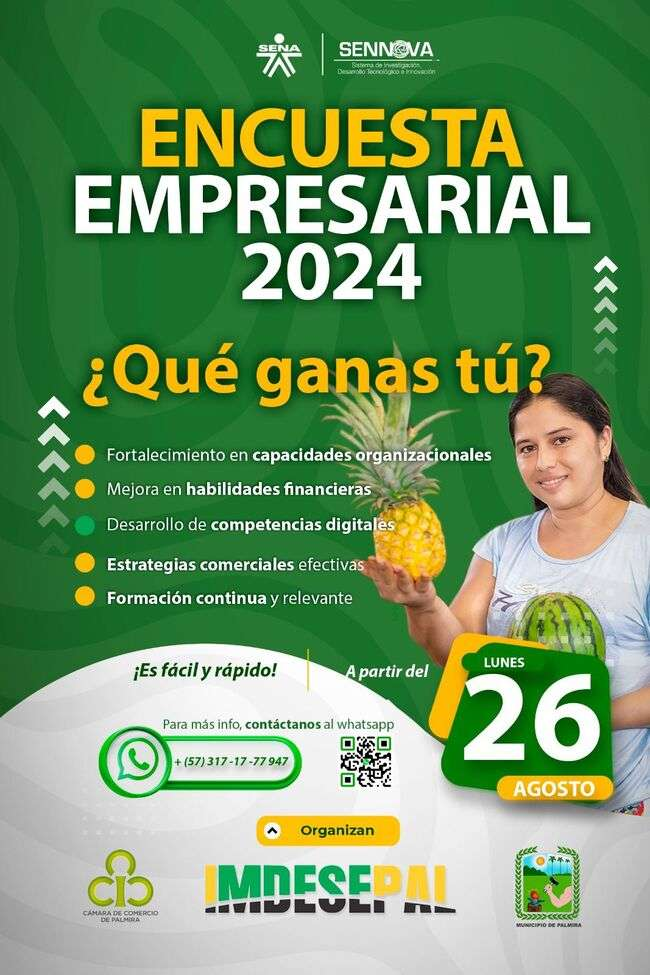 SENA
SENNOVA
Sistema de Investigación,
Desarrollo Tecnológico e Innovación
ENCUESTA
EMPRESARIAL
2024
¿Qué ganas tú?
Fortalecimiento en capacidades organizacionales
Mejora en habilidades financieras
Desarrollo de competencias digitales
Estrategias comerciales efectivas
Formación continua y relevante
¡Es fácil y rápido!
A partir del
LUNES
26
AGOSTO
Para más info, contáctanos al whatsapp
+ (57) 317 -17 -77 947
Organizan
CÁMARA DE COMERCIO
DE PALMIRA
IMDESEPAL
MUNICIPIO DE PALMIRA